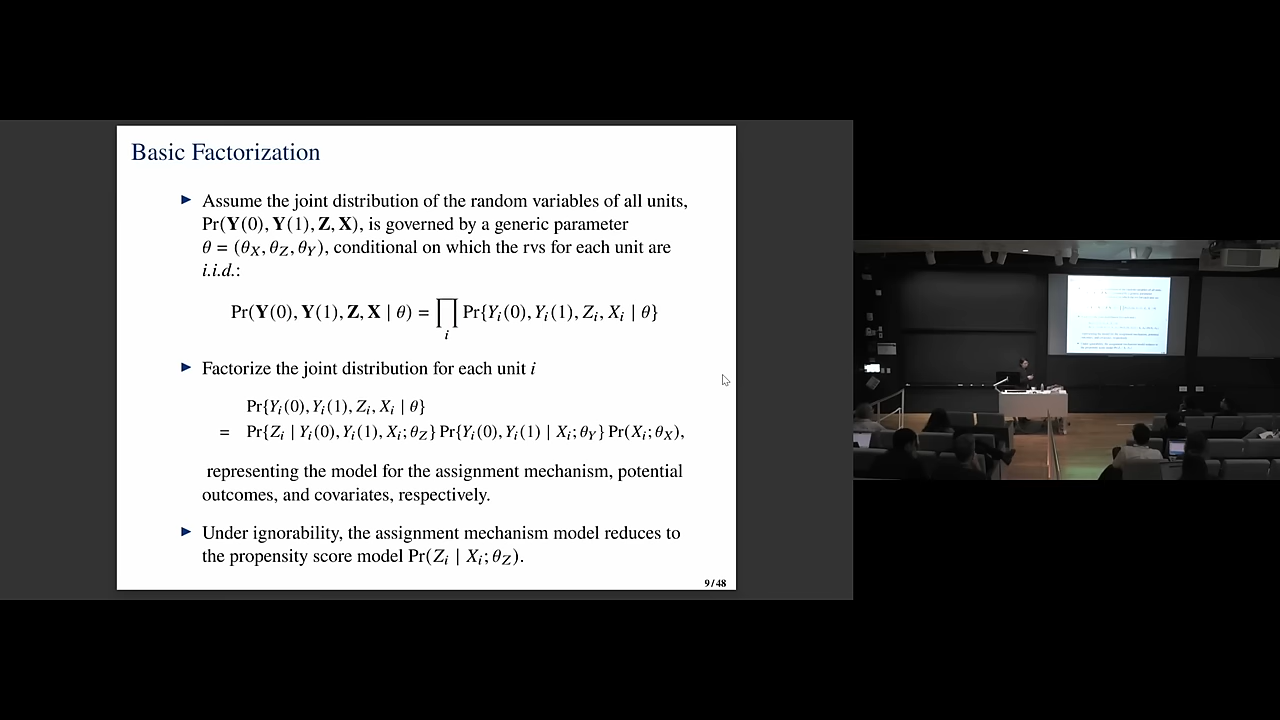 Basic Factorization
► Assume the joint distribution of the random variables of all units,
Pr(Y(0), Y(1), Z, X), is governed by a generic parameter
θ = (θ_X, θ_Z, θ_Y), conditional on which the rvs for each unit are
i.i.d.:
Pr(Y(0), Y(1), Z, X | θ) = ∏_i Pr{Y_i(0), Y_i(1), Z_i, X_i | θ}
► Factorize the joint distribution for each unit i
Pr{Y_i(0), Y_i(1), Z_i, X_i | θ}
= Pr{Z_i | Y_i(0), Y_i(1), X_i; θ_Z} Pr{Y_i(0), Y_i(1) | X_i; θ_Y} Pr(X_i; θ_X),
representing the model for the assignment mechanism, potential
outcomes, and covariates, respectively.
► Under ignorability, the assignment mechanism model reduces to
the propensity score model Pr(Z_i | X_i; θ_Z).
9 / 48